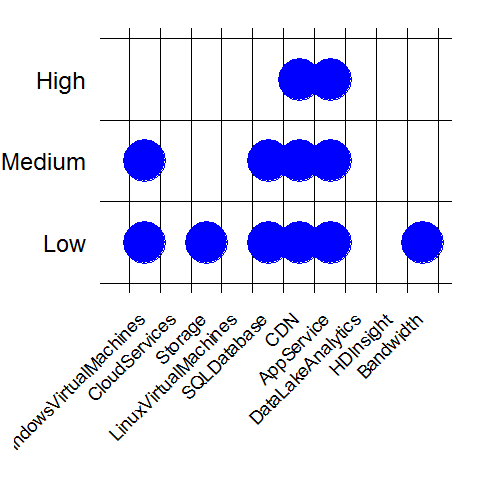 High
Medium
Low
ndowsVirtualMachines
CloudServices
Storage
LinuxVirtualMachines
SQLDatabase
CDN
AppService
DataLakeAnalytics
HDInsight
Bandwidth